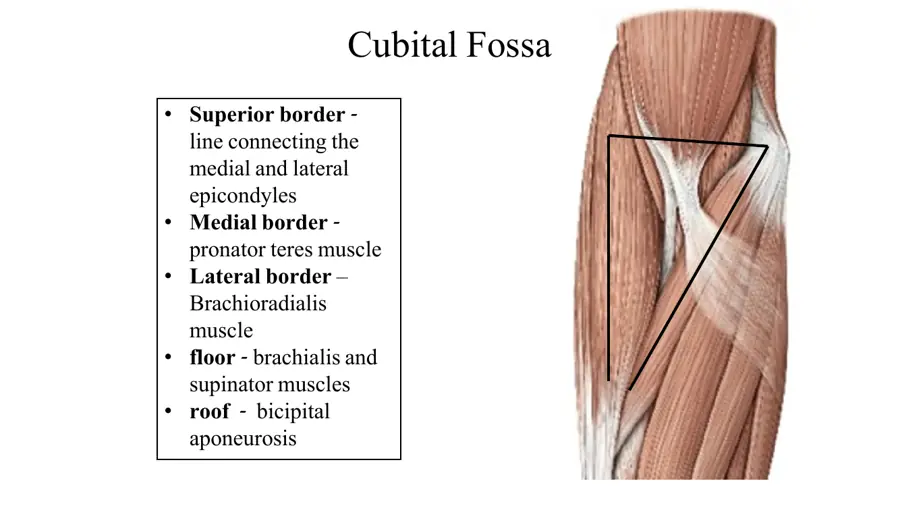 Cubital Fossa
• Superior border -
line connecting the
medial and lateral
epicondyles
• Medial border -
pronator teres muscle
• Lateral border –
Brachioradialis
muscle
• floor - brachialis and
supinator muscles
• roof - bicipital
aponeurosis